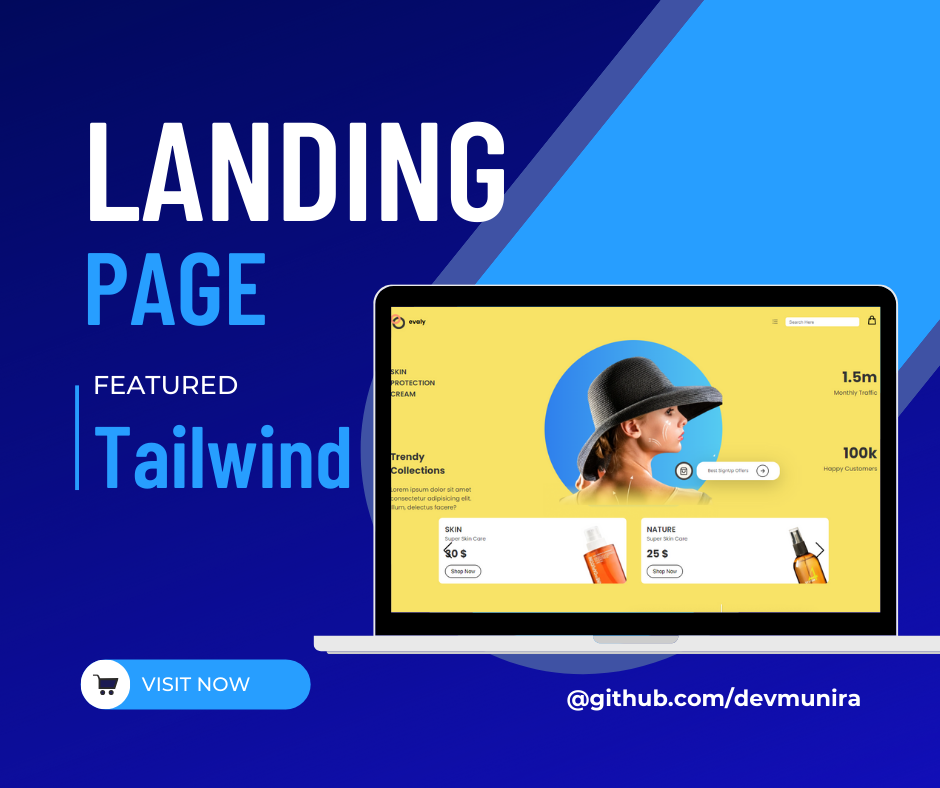 LANDING
PAGE
FEATURED
Tailwind
evely
Search Here
SKIN
PROTECTION
CREAM
1.5m
Monthly Traffic
Trendy
Collections
100k
Happy Customers
Best SignUp Offers
Lorem ipsum dolor sit amet
consectetur adipisicing elit.
Illum, delectus facere?
SKIN
Super Skin Care
30 $
Shop Now
NATURE
Super Skin Care
25 $
Shop Now
VISIT NOW
@github.com/devmunira